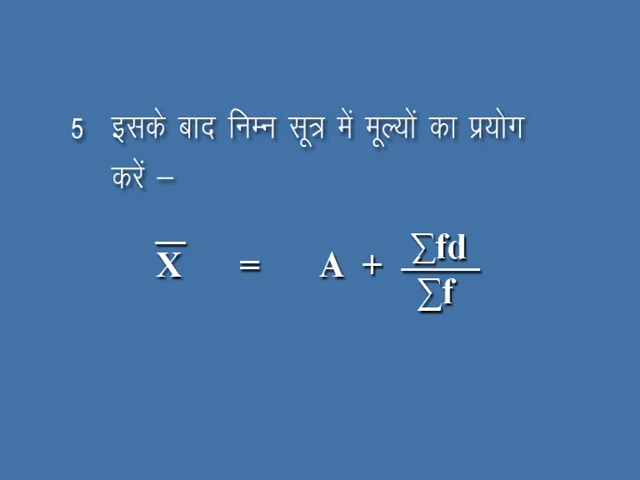 5 इसके बाद निम्न सूत्र में मूल्यों का प्रयोग
करें –
X̅ = A + ∑fd
∑f